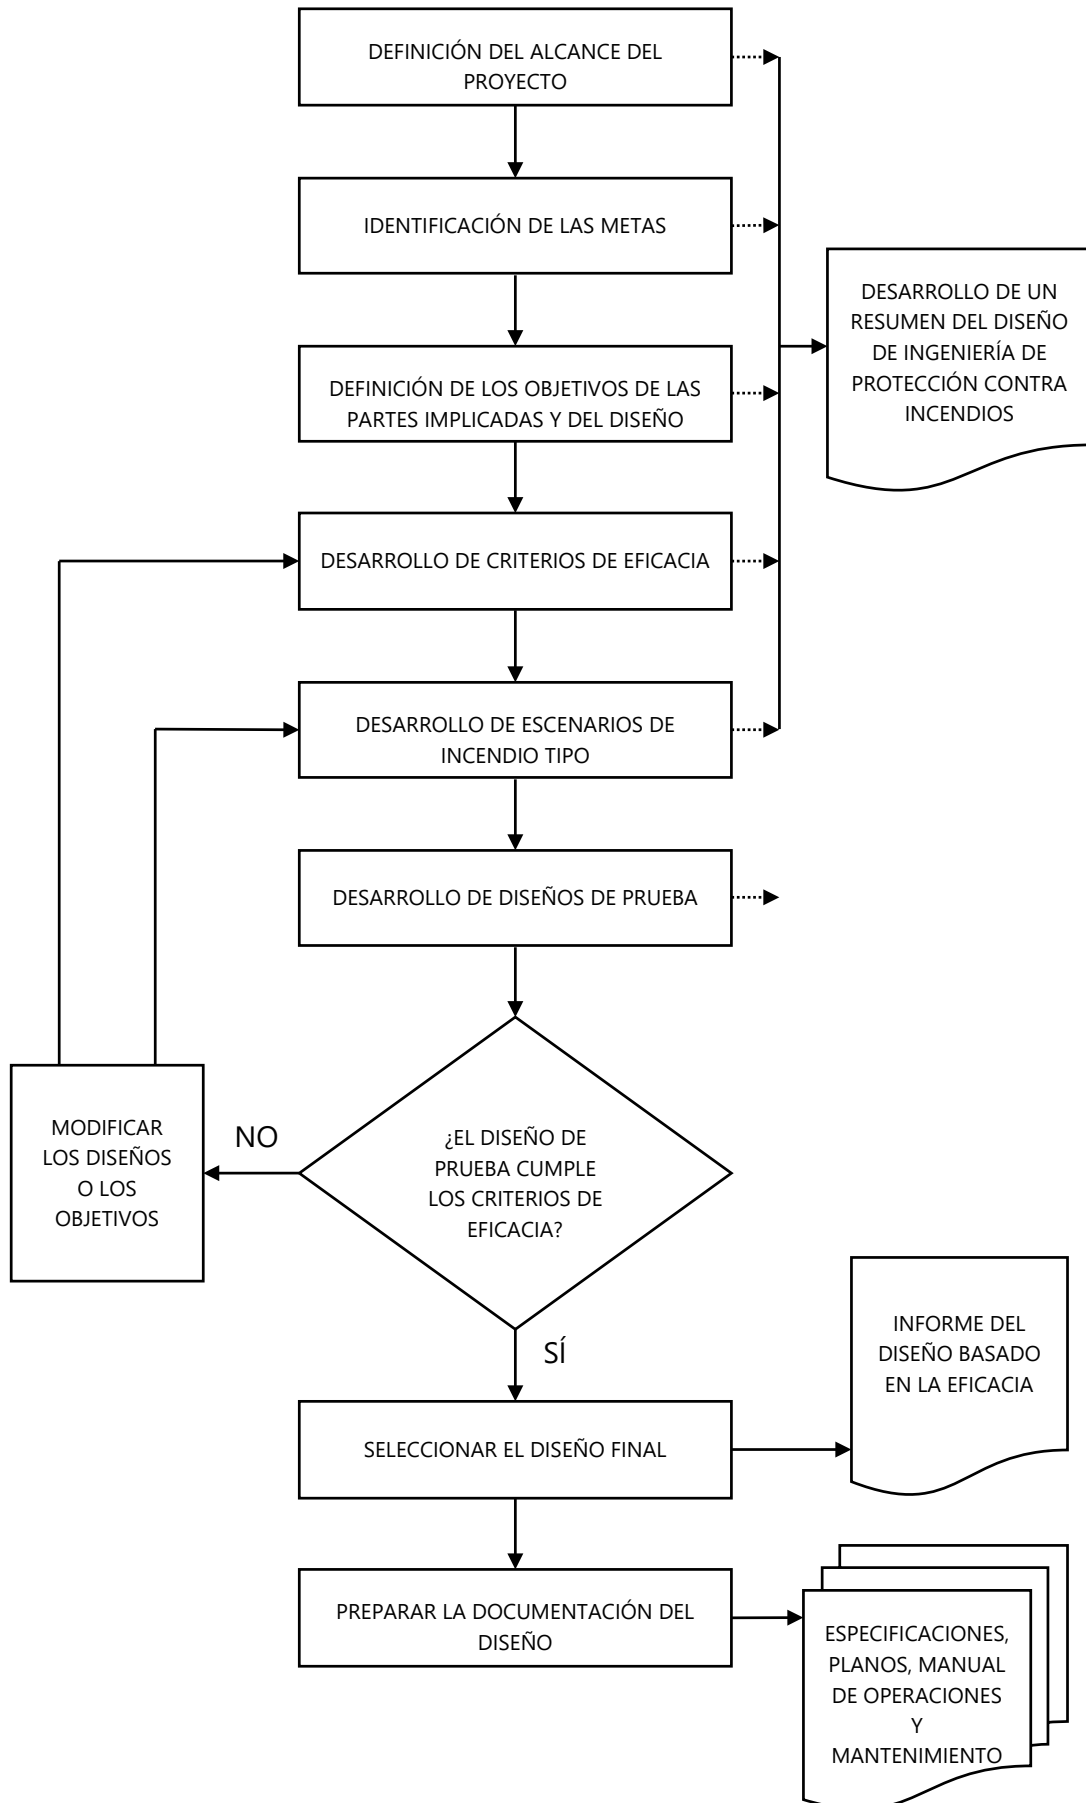 DEFINICIÓN DEL ALCANCE DEL
PROYECTO
IDENTIFICACIÓN DE LAS METAS
DESARROLLO DE UN
RESUMEN DEL DISEÑO
DE INGENIERÍA DE
PROTECCIÓN CONTRA
INCENDIOS
DEFINICIÓN DE LOS OBJETIVOS DE LAS
PARTES IMPLICADAS Y DEL DISEÑO
DESARROLLO DE CRITERIOS DE EFICACIA
DESARROLLO DE ESCENARIOS DE
INCENDIO TIPO
DESARROLLO DE DISEÑOS DE PRUEBA
¿EL DISEÑO DE
PRUEBA CUMPLE
LOS CRITERIOS DE
EFICACIA?
NO
MODIFICAR
LOS DISEÑOS
O LOS
OBJETIVOS
SÍ
SELECCIONAR EL DISEÑO FINAL
INFORME DEL
DISEÑO BASADO
EN LA EFICACIA
PREPARAR LA DOCUMENTACIÓN DEL
DISEÑO
ESPECIFICACIONES,
PLANOS, MANUAL
DE OPERACIONES
Y
MANTENIMIENTO